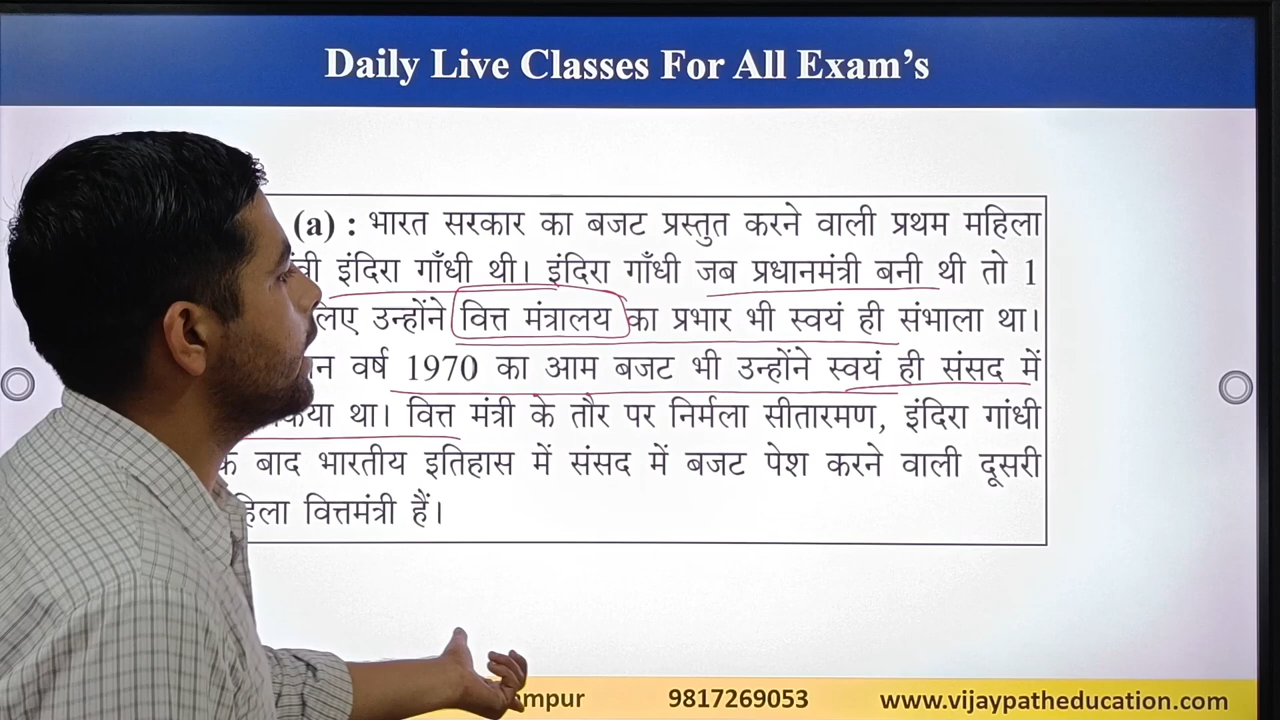 Daily Live Classes For All Exam's
(a) : भारत सरकार का बजट प्रस्तुत करने वाली प्रथम महिला
इंदिरा गाँधी थी। इंदिरा गाँधी जब प्रधानमंत्री बनी थी तो 1
लिए उन्होंने वित्त मंत्रालय का प्रभार भी स्वयं ही संभाला था।
वर्ष 1970 का आम बजट भी उन्होंने स्वयं ही संसद में
किया था। वित्त मंत्री के तौर पर निर्मला सीतारमण, इंदिरा गांधी
बाद भारतीय इतिहास में संसद में बजट पेश करने वाली दूसरी
वित्तमंत्री हैं।
9817269053 www.vijaypatheducation.com